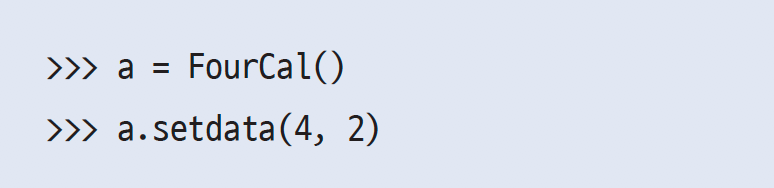 >>> a = FourCal()
>>> a.setdata(4, 2)